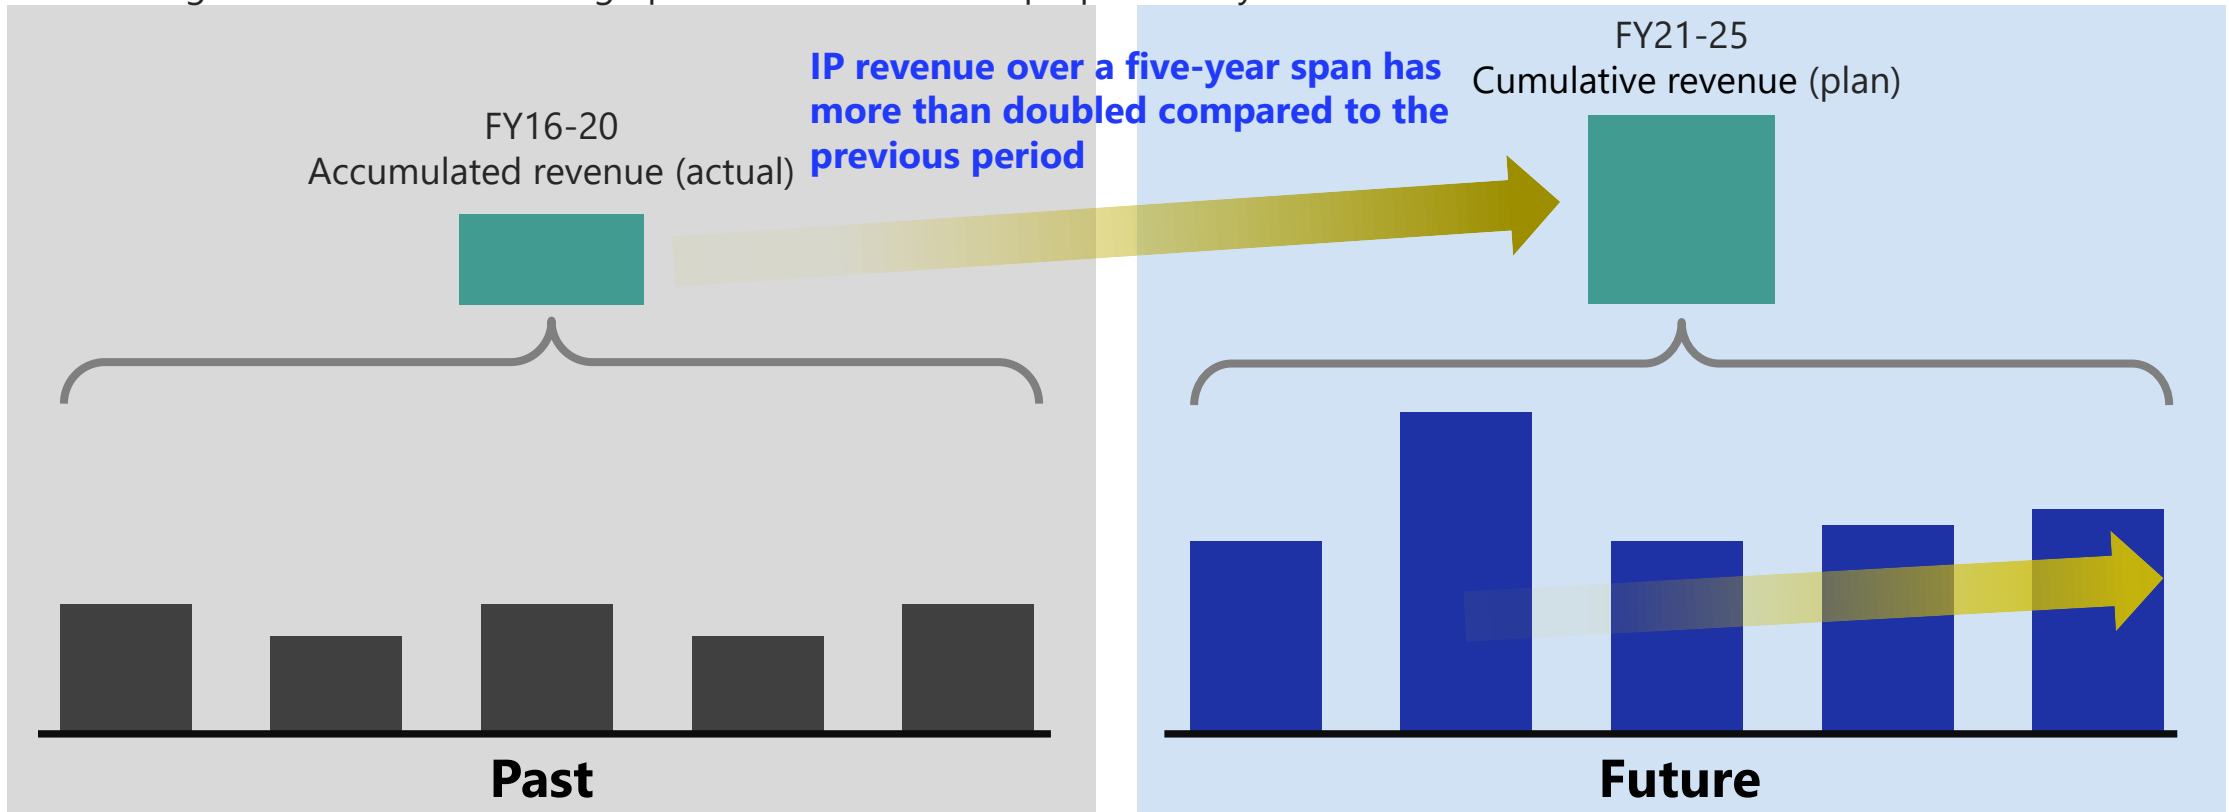 FY16-20
Accumulated revenue (actual)
IP revenue over a five-year span has
more than doubled compared to the
previous period
FY21-25
Cumulative revenue (plan)
Past
Future